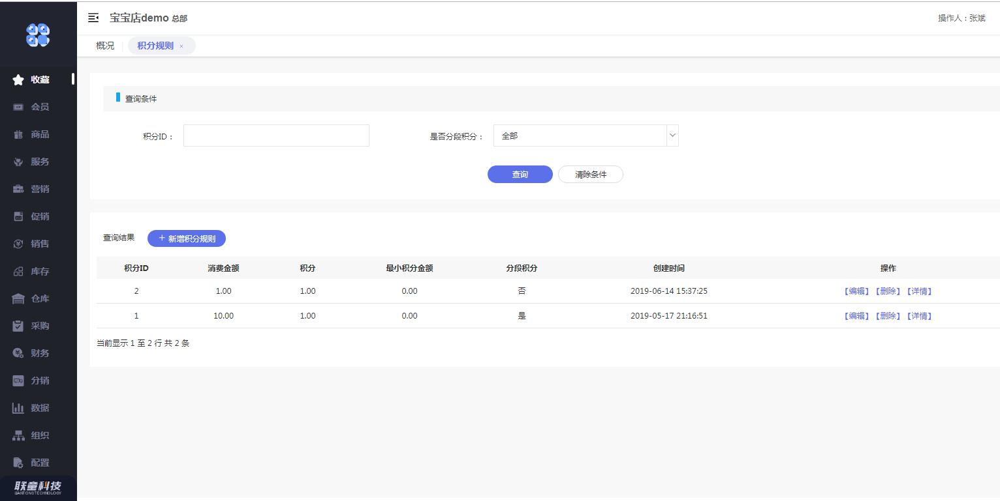 宝宝店demo 总部
操作人：张斌
概况
积分规则 ×
收藏
会员
商品
服务
营销
促销
销售
库存
仓库
采购
财务
分销
数据
组织
配置
联童科技
LIANTONGTECHNOLOGY
查询条件
积分ID：
是否分段积分： 全部
查询 清除条件
查询结果 + 新增积分规则
积分ID 消费金额 积分 最小积分金额 分段积分 创建时间 操作
2 1.00 1.00 0.00 否 2019-06-14 15:37:25 【编辑】【删除】【详情】
1 10.00 1.00 0.00 是 2019-05-17 21:16:51 【编辑】【删除】【详情】
当前显示 1 至 2 行 共 2 条